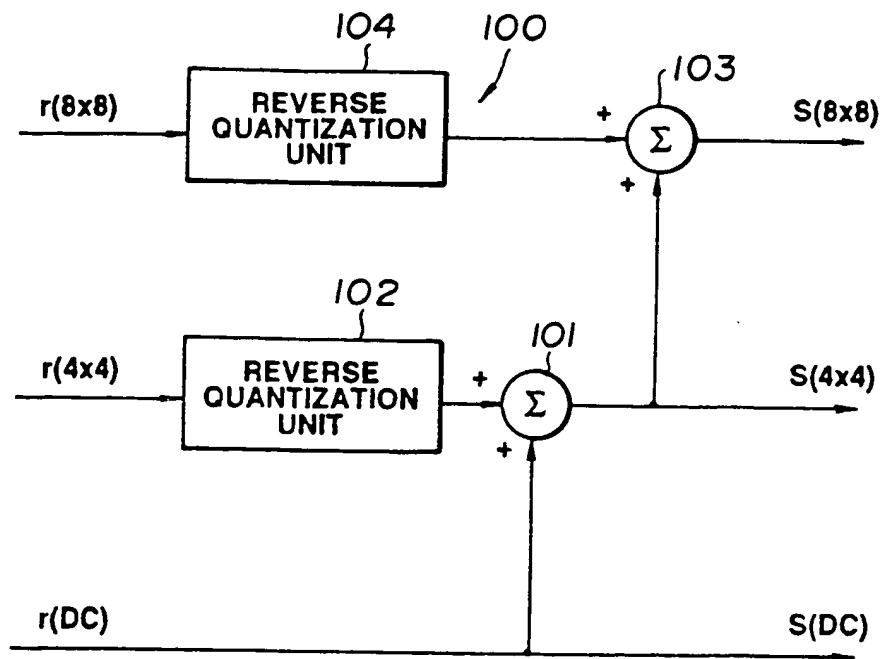 104
100
103
r(8x8)
REVERSE
QUANTIZATION
UNIT
+
Σ
+
S(8x8)
102
101
r(4x4)
REVERSE
QUANTIZATION
UNIT
+
Σ
+
S(4x4)
r(DC)
S(DC)